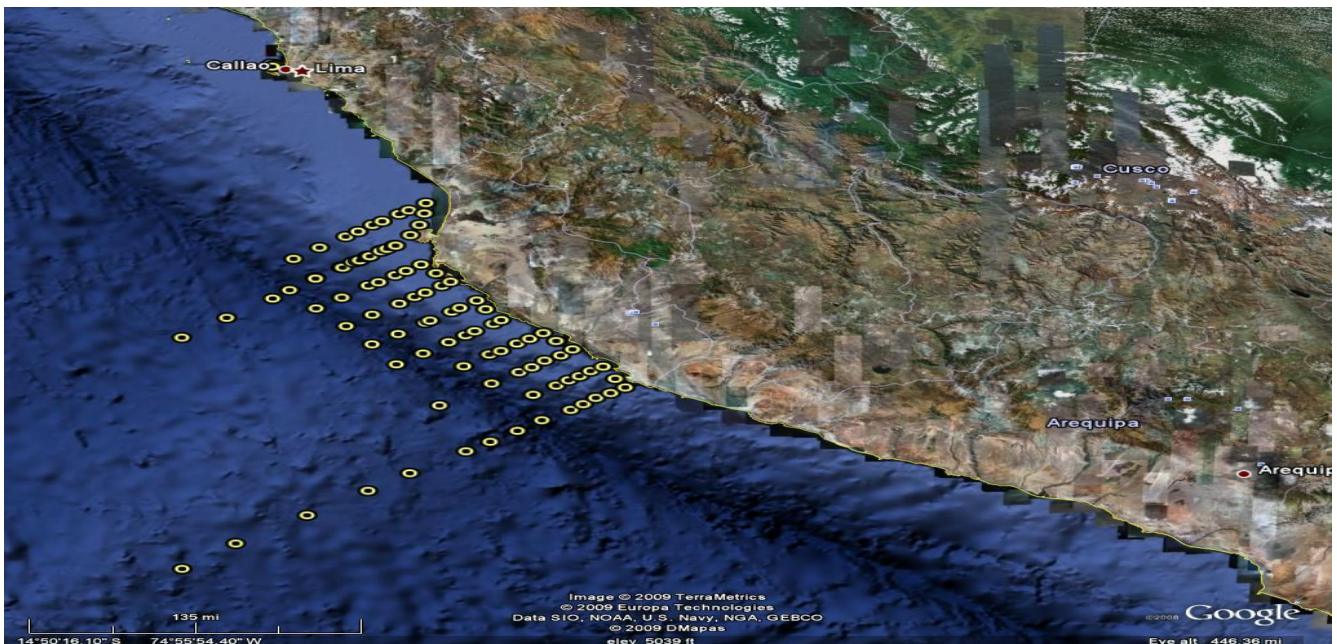 Callao
Lima
Cusco
Arequipa
Arequip
135 mi
Image © 2009 TerraMetrics
© 2009 Europa Technologies
Data SIO, NOAA, U.S. Navy, NGA, GEBCO
© 2009 DMapas
©2008 Google
14°50'16.10" S 74°55'54.40" W
elev 5039 ft
Eye alt 446.36 mi